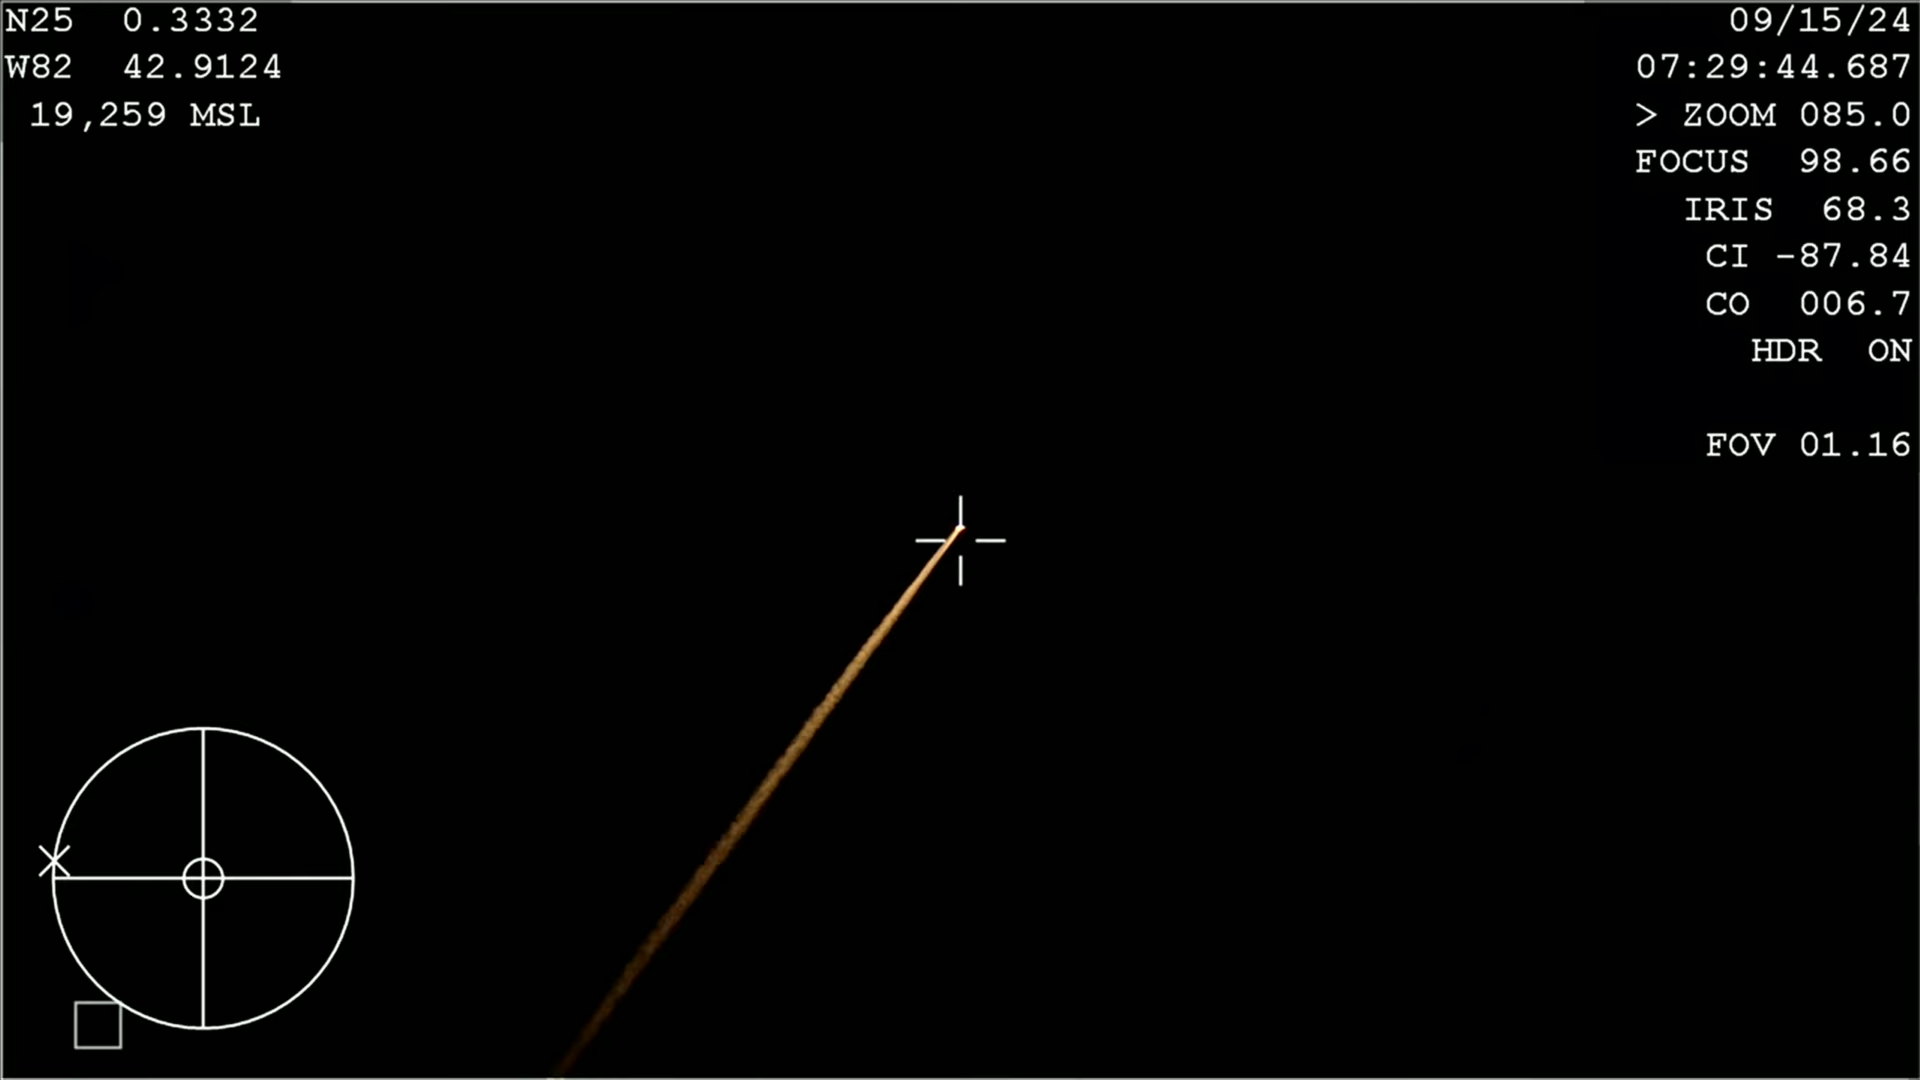 N25 0.3332
W82 42.9124
19,259 MSL
09/15/24
07:29:44.687
> ZOOM 085.0
FOCUS 98.66
IRIS 68.3
CI -87.84
CO 006.7
HDR ON
FOV 01.16